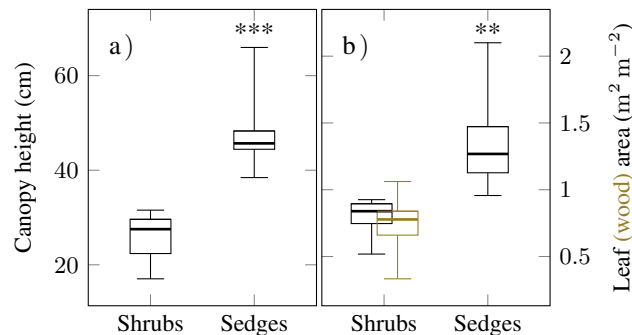 a)
***
b)
**
Canopy height (cm)
60
40
20
2
1.5
1
0.5
Leaf (wood) area (m² m⁻²)
Shrubs Sedges Shrubs Sedges